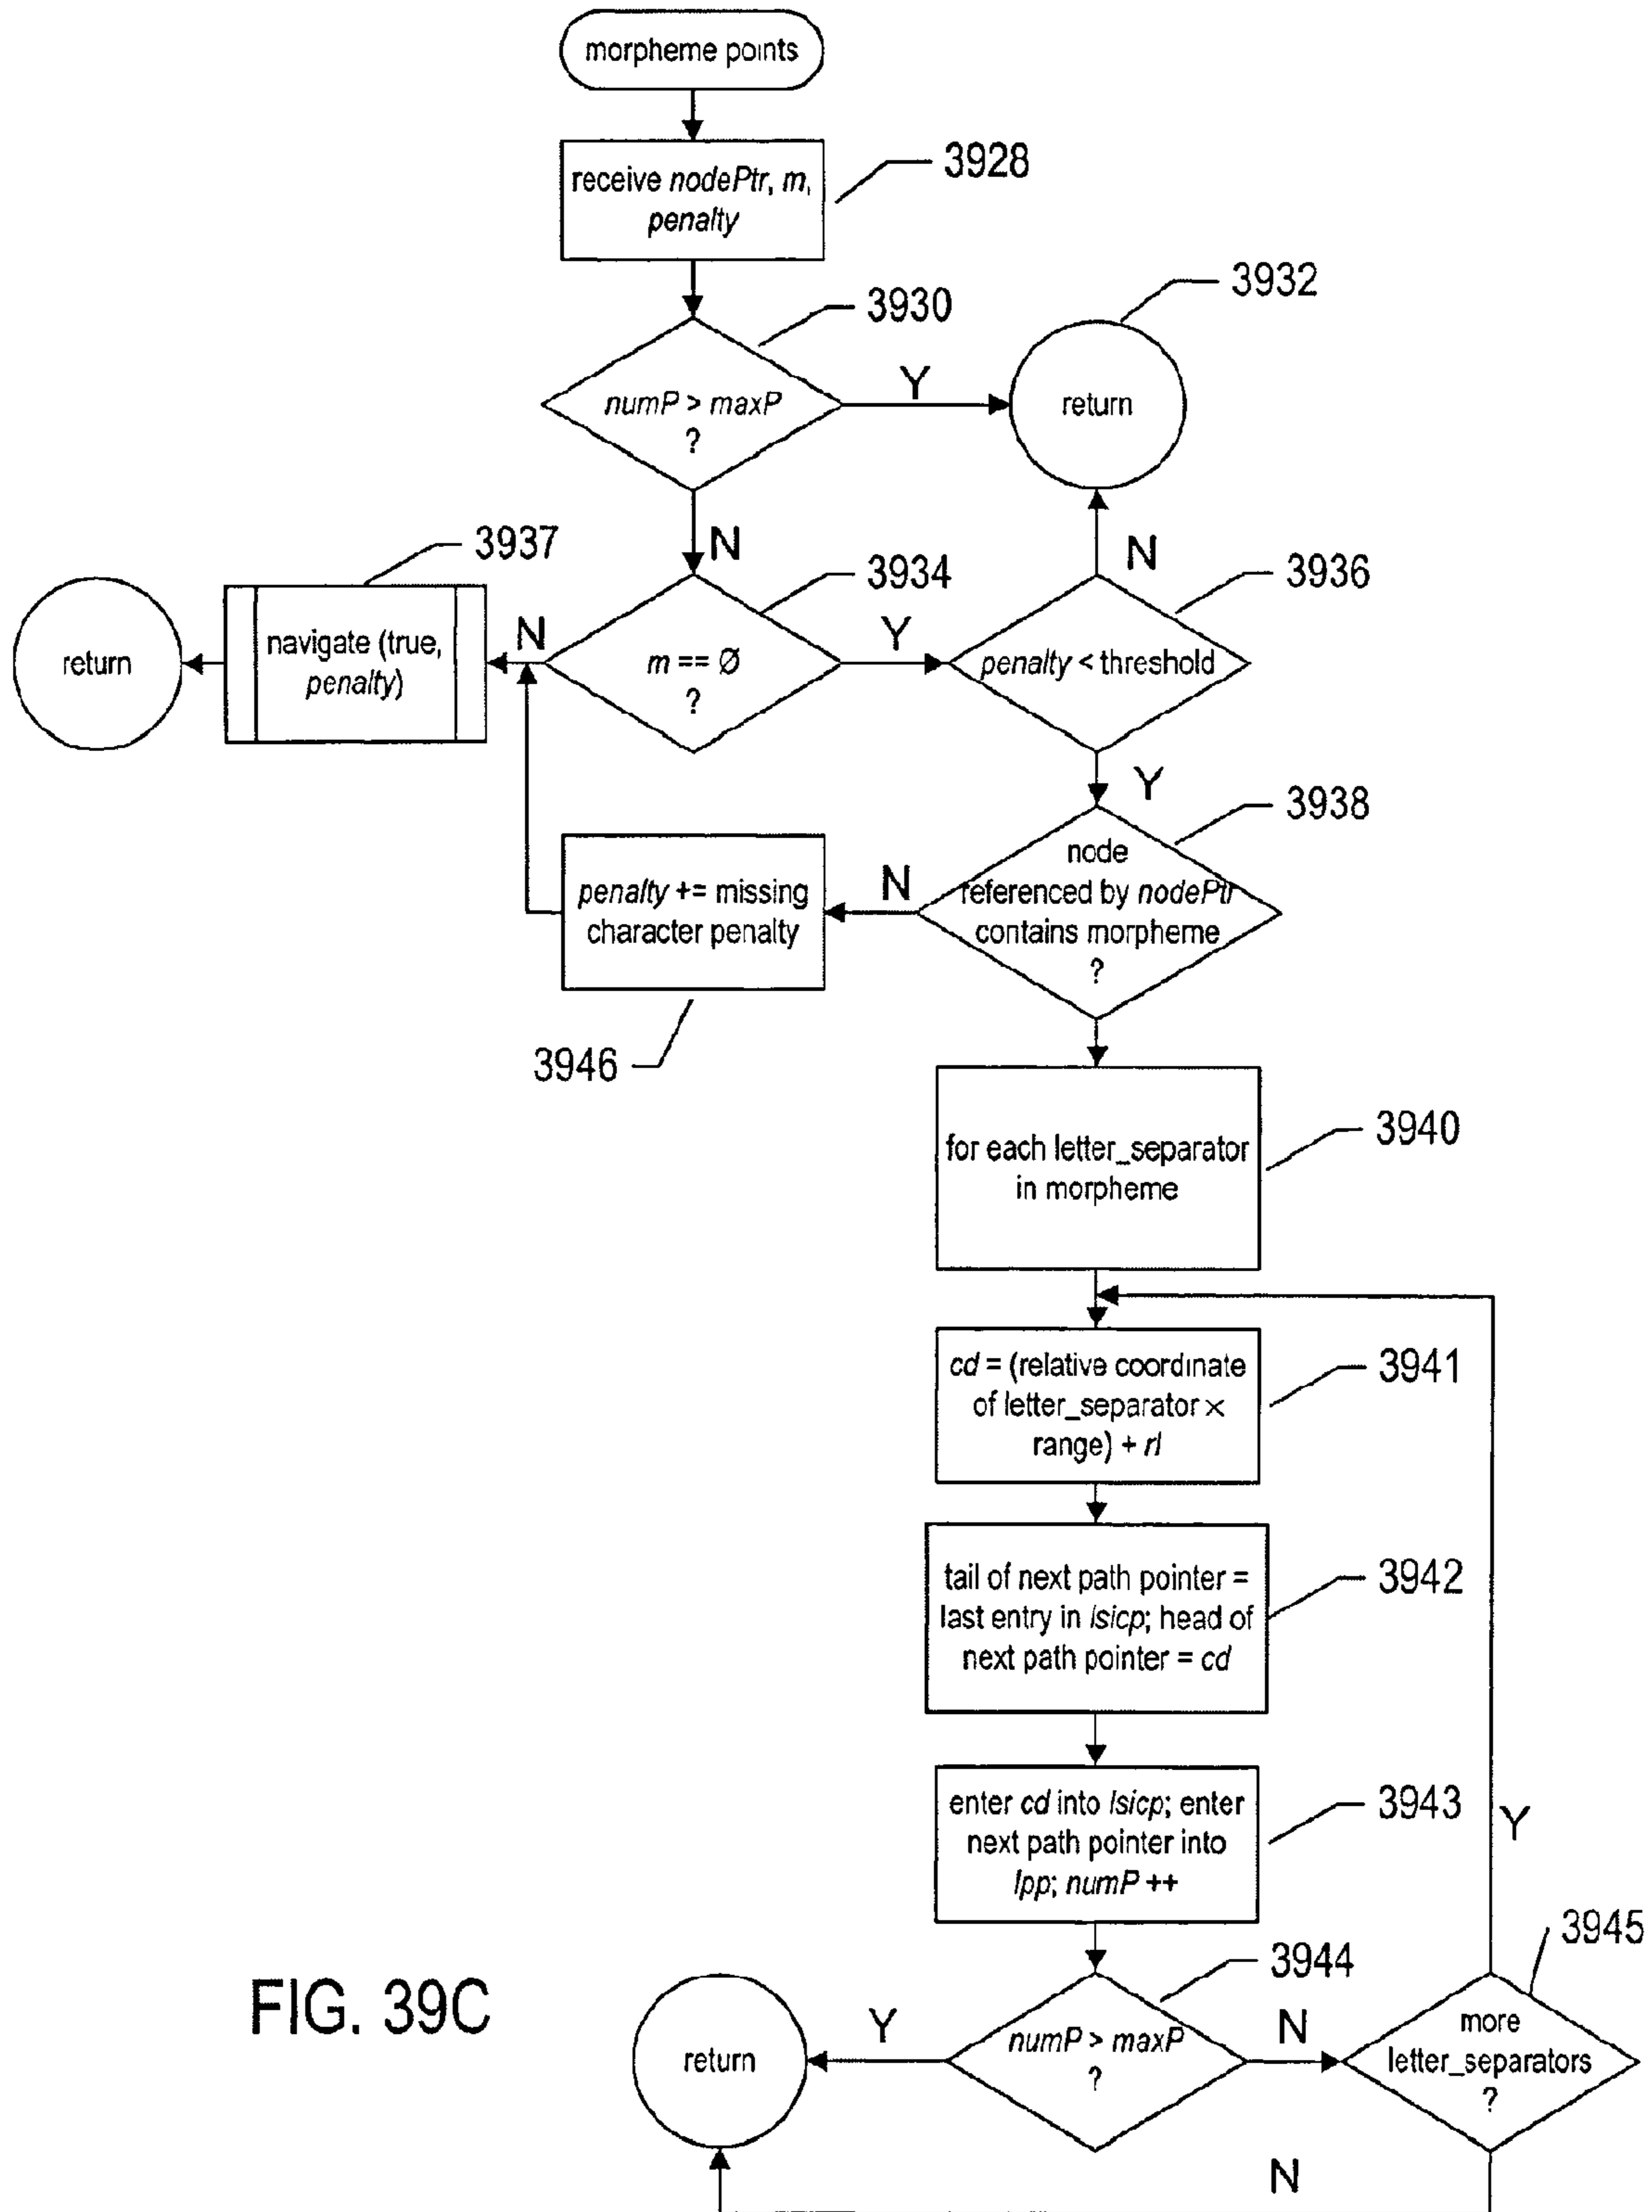 morpheme points
receive nodePtr, m,
penalty
3928
3930
3932
numP > maxP
?
Y
return
N
N
3937
3934
3936
return
navigate (true,
penalty)
N
m == Ø
?
Y
penalty < threshold
Y
3938
penalty += missing
character penalty
N
node
referenced by nodePtr
contains morpheme
?
3946
for each letter_separator
in morpheme
3940
cd = (relative coordinate
of letter_separator ×
range) + rl
3941
tail of next path pointer =
last entry in lsicp; head of
next path pointer = cd
3942
enter cd into lsicp; enter
next path pointer into
lpp; numP ++
3943
Y
3944
3945
FIG. 39C
return
Y
numP > maxP
?
N
more
letter_separators
?
N